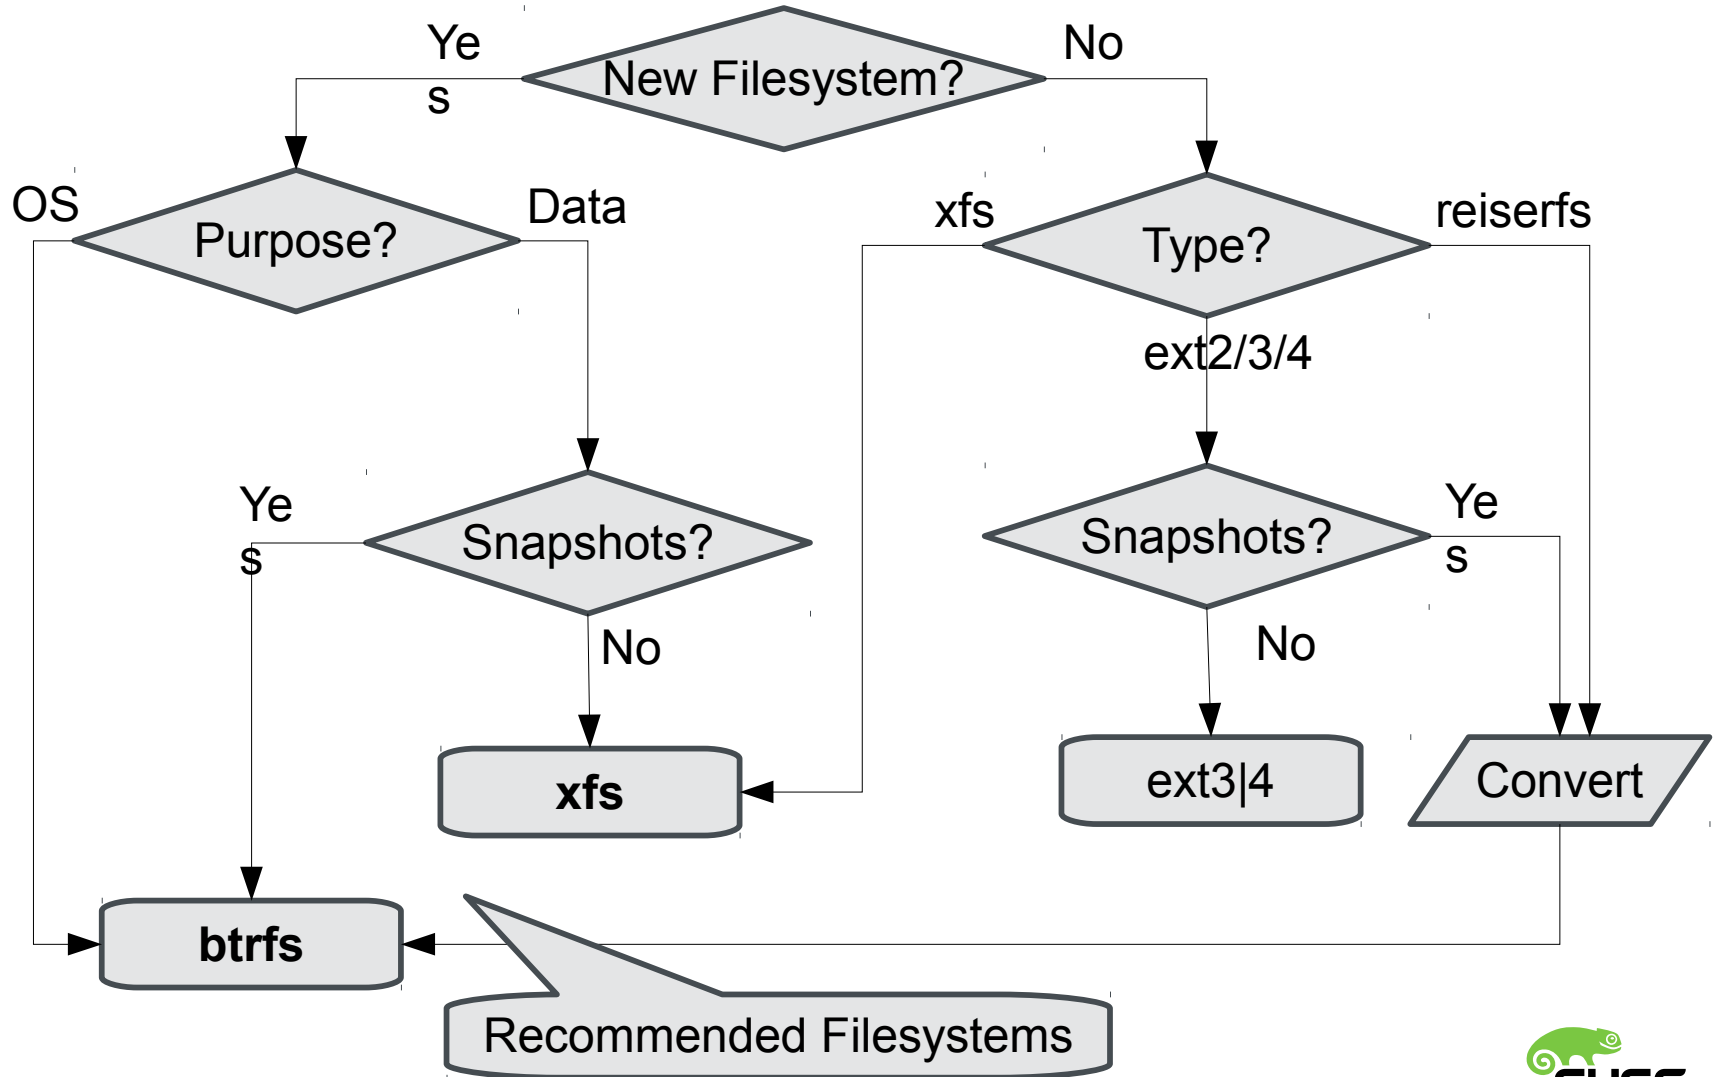 Ye
s
New Filesystem?
No
OS
Purpose?
Data
xfs
Type?
reiserfs
ext2/3/4
Ye
s
Snapshots?
No
Snapshots?
Ye
s
No
xfs
ext3|4
Convert
btrfs
Recommended Filesystems